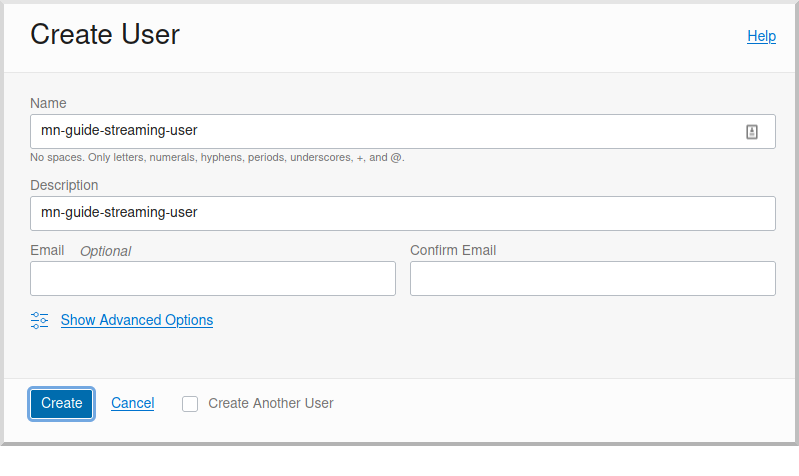 Create User
Help
Name
mn-guide-streaming-user
No spaces. Only letters, numerals, hyphens, periods, underscores, +, and @.
Description
mn-guide-streaming-user
Email Optional Confirm Email
Show Advanced Options
Create Cancel Create Another User